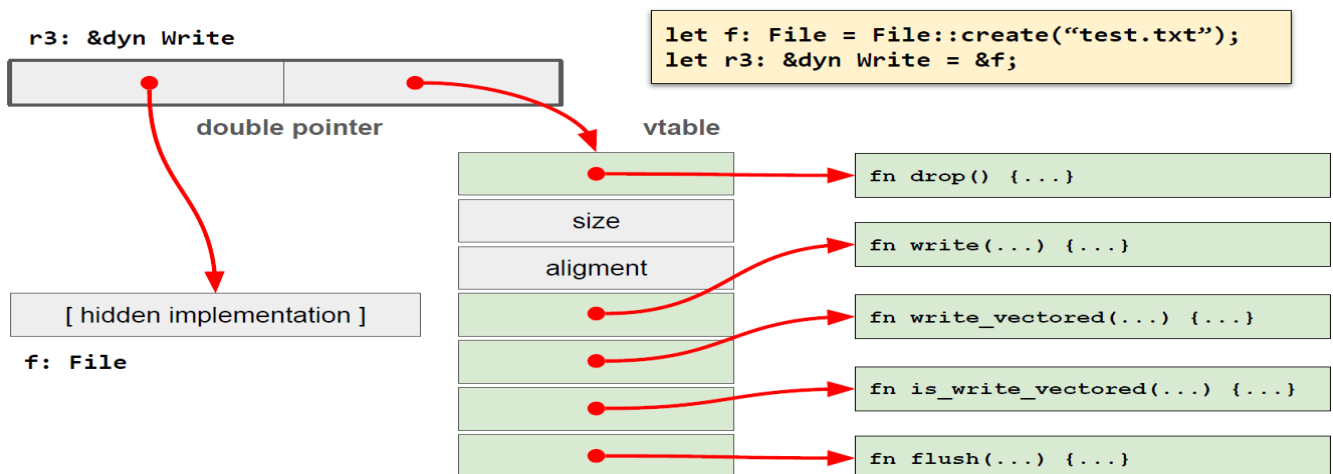 r3: &dyn Write
let f: File = File::create(“test.txt”);
let r3: &dyn Write = &f;
double pointer
vtable
fn drop() {...}
size
fn write(...) {...}
aligment
[ hidden implementation ]
fn write_vectored(...) {...}
f: File
fn is_write_vectored(...) {...}
fn flush(...) {...}